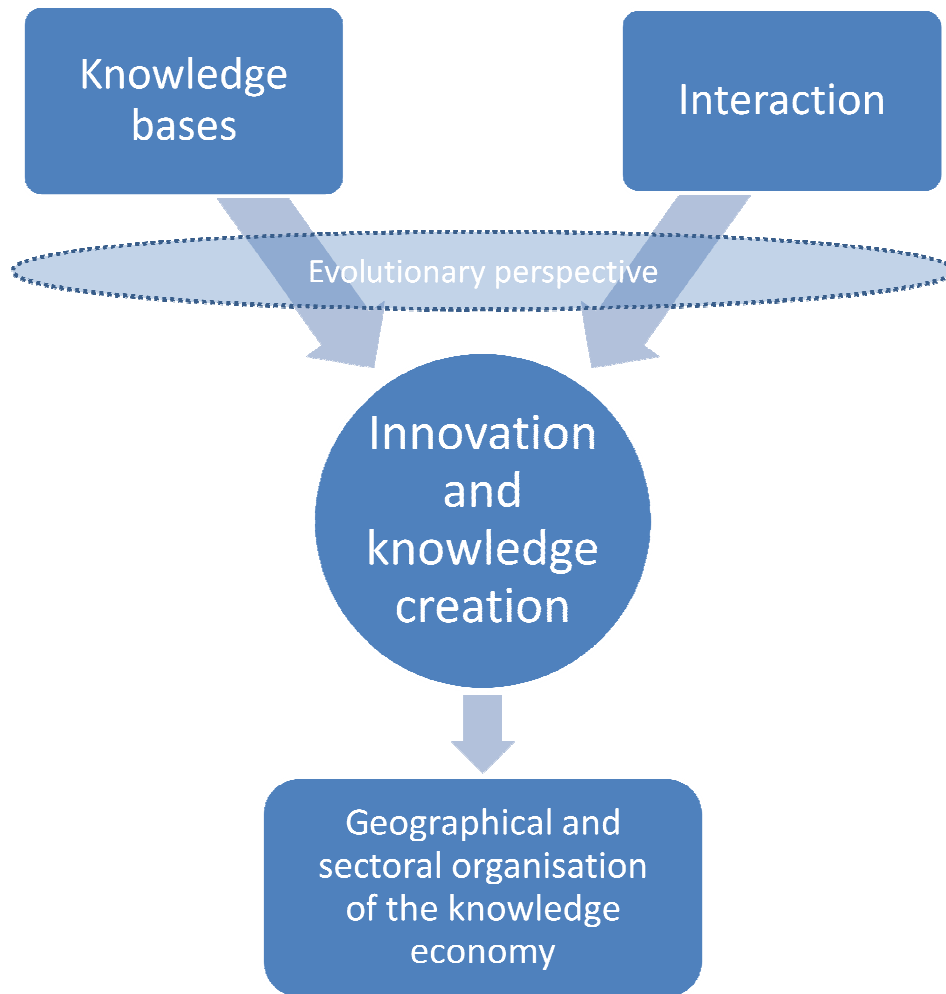 Knowledge
bases
Interaction
Evolutionary perspective
Innovation
and
knowledge
creation
Geographical and
sectoral organisation
of the knowledge
economy